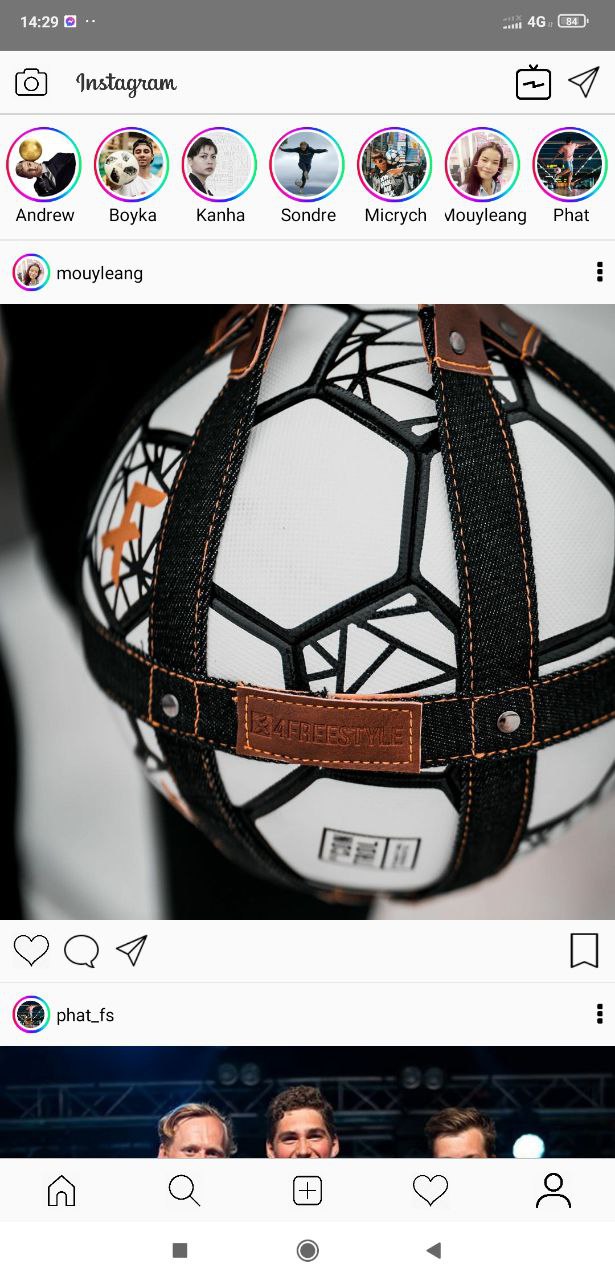 14:29
4G 84
Instagram
Andrew Boyka Kanha Sondre Micrych Mouyleang Phat
mouyleang
4FREESTYLE
phat_fs